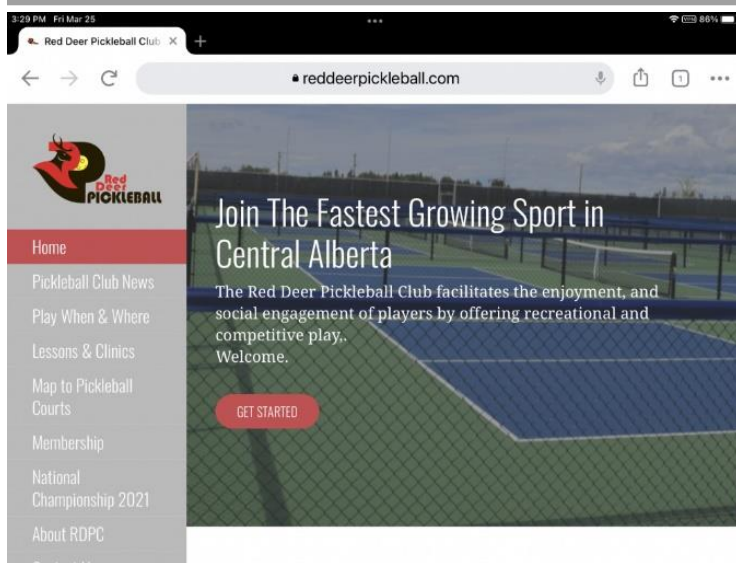 3:29 PM Fri Mar 25
86%
Red Deer Pickleball Club
reddeerpickleball.com
1
Red
Deer
PICKLEBALL
Home
Pickleball Club News
Play When & Where
Lessons & Clinics
Map to Pickleball
Courts
Membership
National
Championship 2021
About RDPC
Join The Fastest Growing Sport in
Central Alberta
The Red Deer Pickleball Club facilitates the enjoyment, and
social engagement of players by offering recreational and
competitive play,.
Welcome.
GET STARTED